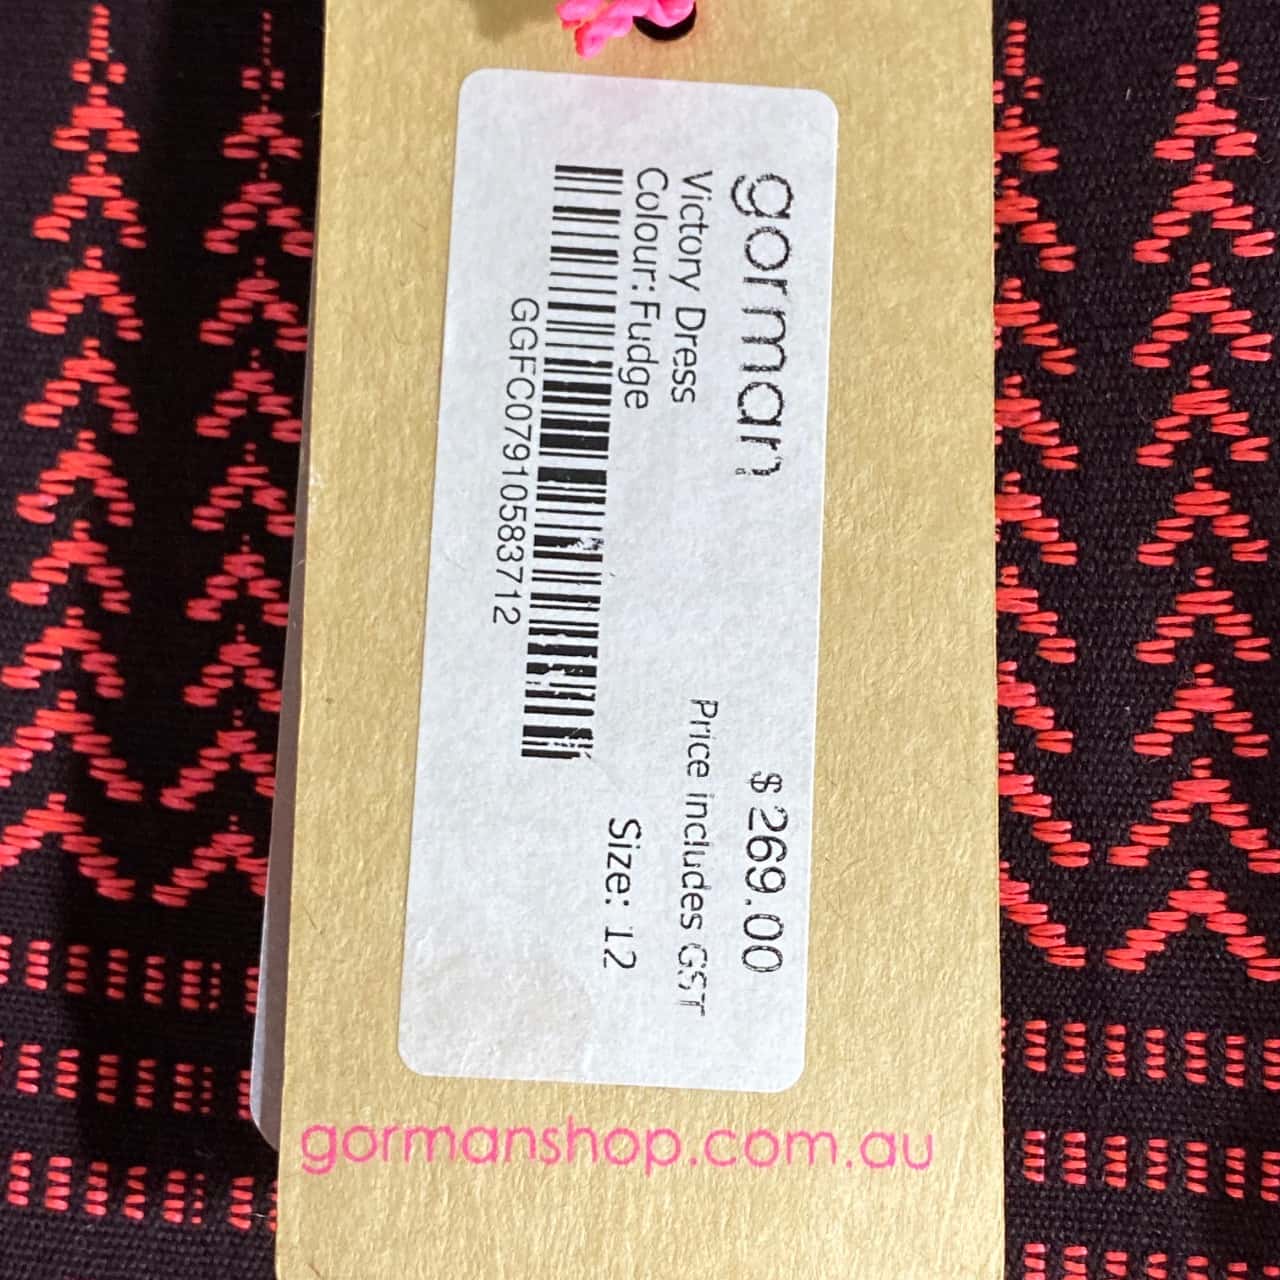 gorman
$269.00
Victory Dress
Price includes GST
Colour: Fudge
Size: 12
GGFC07910583712
gormanshop.com.au